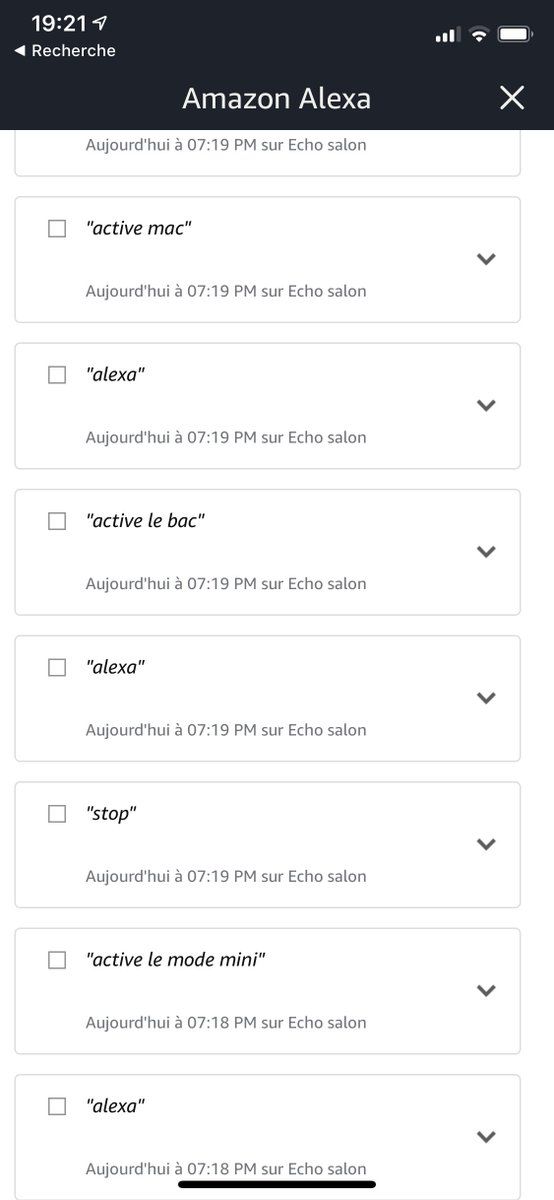 19:21
Recherche
Amazon Alexa
Aujourd'hui à 07:19 PM sur Echo salon
"active mac"
Aujourd'hui à 07:19 PM sur Echo salon
"alexa"
Aujourd'hui à 07:19 PM sur Echo salon
"active le bac"
Aujourd'hui à 07:19 PM sur Echo salon
"alexa"
Aujourd'hui à 07:19 PM sur Echo salon
"stop"
Aujourd'hui à 07:19 PM sur Echo salon
"active le mode mini"
Aujourd'hui à 07:18 PM sur Echo salon
"alexa"
Aujourd'hui à 07:18 PM sur Echo salon